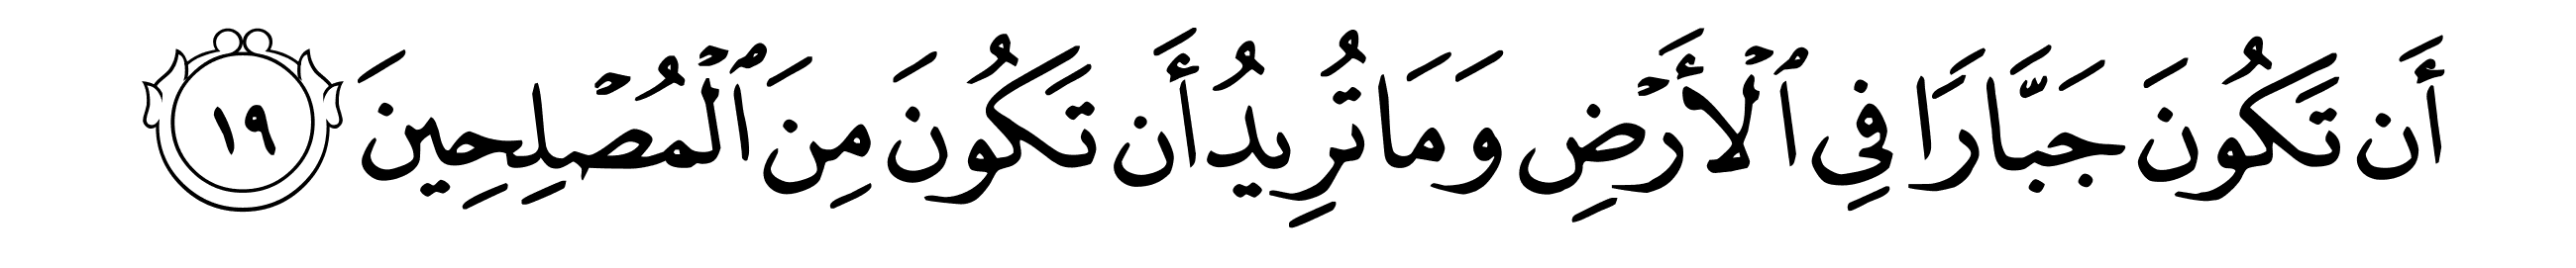 أَن تَكُونَ جَبَّارَا فِي ٱلۡأَرۡضِ وَمَا تُرِيدُ أَن تَكُونَ مِنَ ٱلۡمُصۡلِحِينَ ١٩